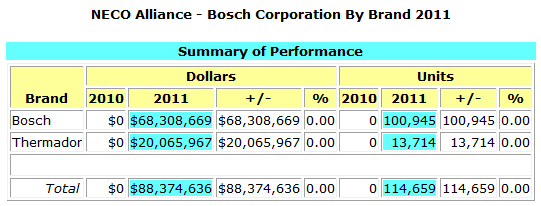 NECO Alliance - Bosch Corporation By Brand 2011
Summary of Performance
Dollars Units
Brand 2010 2011 +/- % 2010 2011 +/- %
Bosch $0 $68,308,669 $68,308,669 0.00 0 100,945 100,945 0.00
Thermador $0 $20,065,967 $20,065,967 0.00 0 13,714 13,714 0.00
Total $0 $88,374,636 $88,374,636 0.00 0 114,659 114,659 0.00